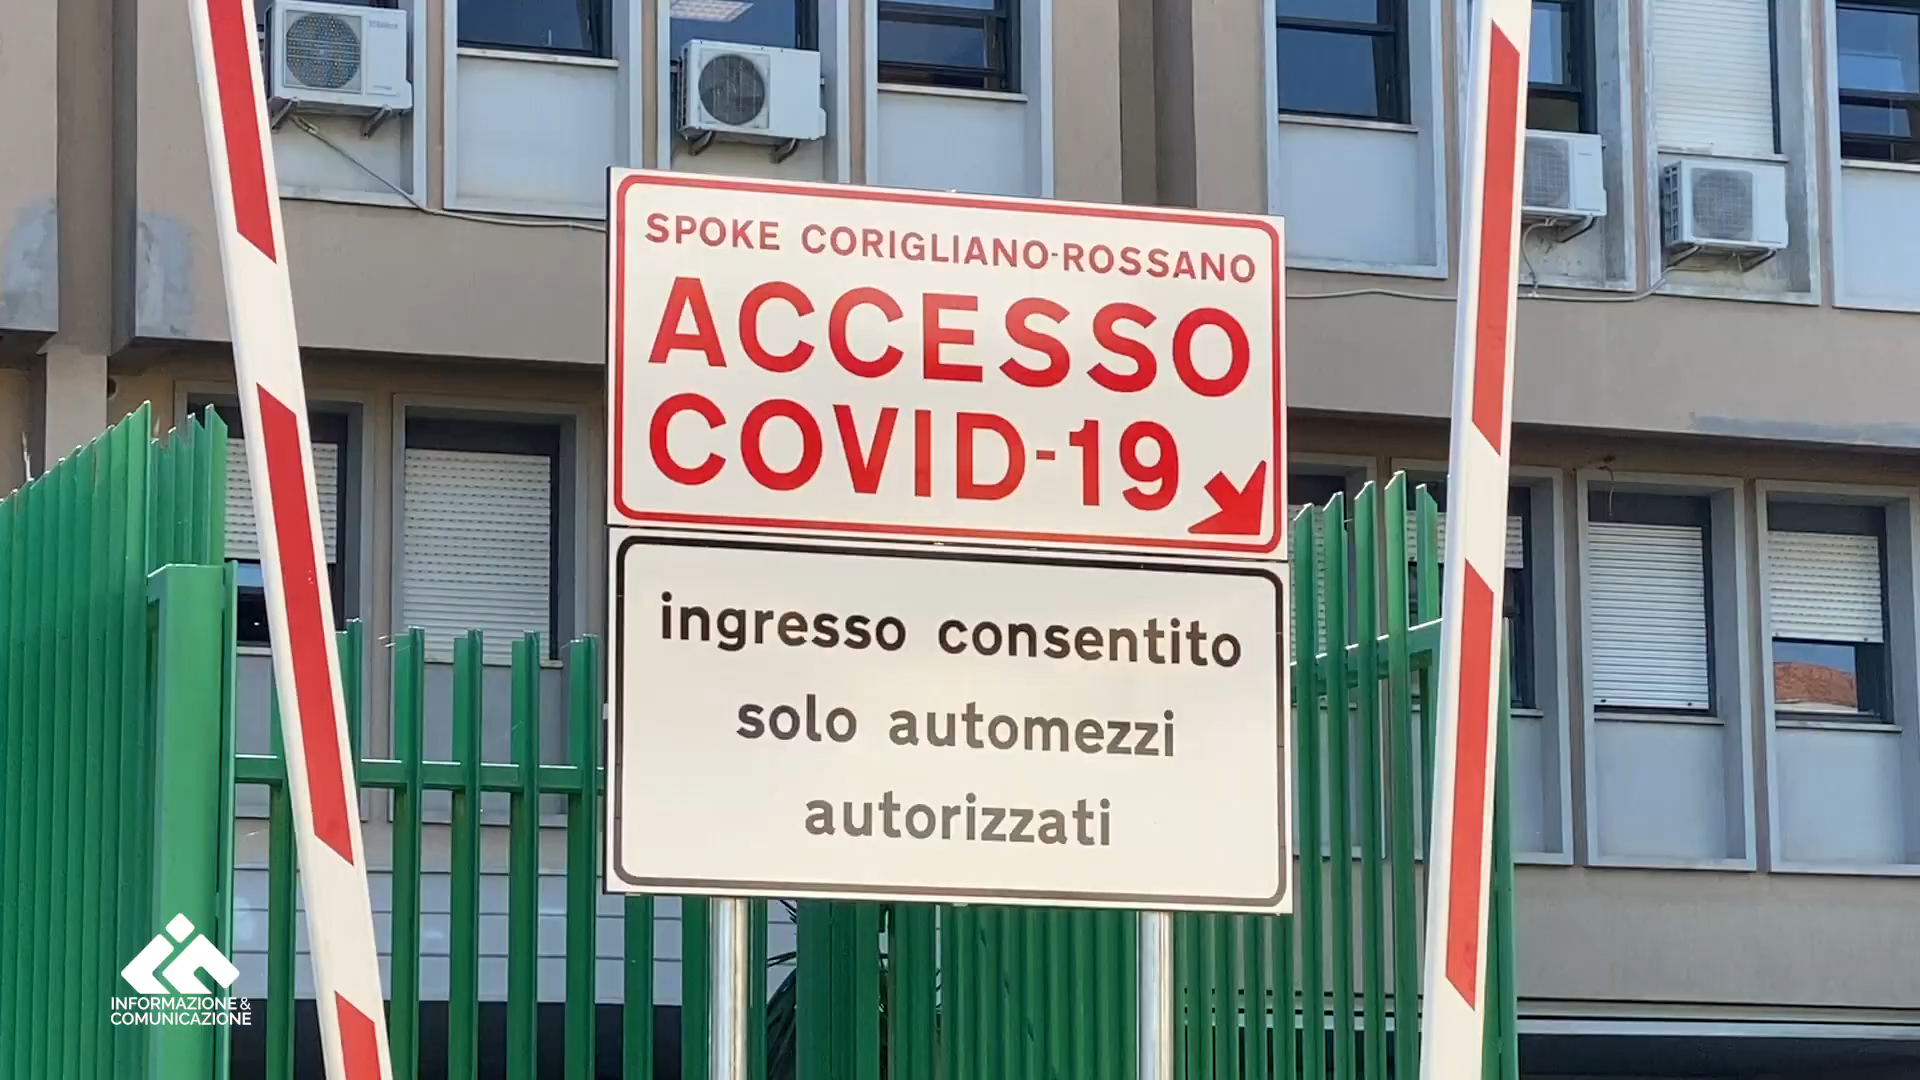 SPOKE CORIGLIANO-ROSSANO
ACCESSO
COVID-19
ingresso consentito
solo automezzi
autorizzati
INFORMAZIONE &
COMUNICAZIONE